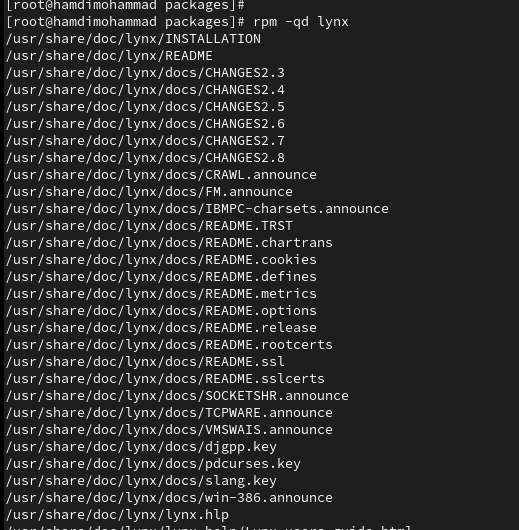 [root@hamdimohammad packages]#
[root@hamdimohammad packages]# rpm -qd lynx
/usr/share/doc/lynx/INSTALLATION
/usr/share/doc/lynx/README
/usr/share/doc/lynx/docs/CHANGES2.3
/usr/share/doc/lynx/docs/CHANGES2.4
/usr/share/doc/lynx/docs/CHANGES2.5
/usr/share/doc/lynx/docs/CHANGES2.6
/usr/share/doc/lynx/docs/CHANGES2.7
/usr/share/doc/lynx/docs/CHANGES2.8
/usr/share/doc/lynx/docs/CRAWL.announce
/usr/share/doc/lynx/docs/FM.announce
/usr/share/doc/lynx/docs/IBMPC-charsets.announce
/usr/share/doc/lynx/docs/README.TRST
/usr/share/doc/lynx/docs/README.chartrans
/usr/share/doc/lynx/docs/README.cookies
/usr/share/doc/lynx/docs/README.defines
/usr/share/doc/lynx/docs/README.metrics
/usr/share/doc/lynx/docs/README.options
/usr/share/doc/lynx/docs/README.release
/usr/share/doc/lynx/docs/README.rootcerts
/usr/share/doc/lynx/docs/README.ssl
/usr/share/doc/lynx/docs/README.sslcerts
/usr/share/doc/lynx/docs/SOCKETSHR.announce
/usr/share/doc/lynx/docs/TCPWARE.announce
/usr/share/doc/lynx/docs/VMSWAIS.announce
/usr/share/doc/lynx/docs/djgpp.key
/usr/share/doc/lynx/docs/pdcurses.key
/usr/share/doc/lynx/docs/slang.key
/usr/share/doc/lynx/docs/win-386.announce
/usr/share/doc/lynx/lynx.hlp